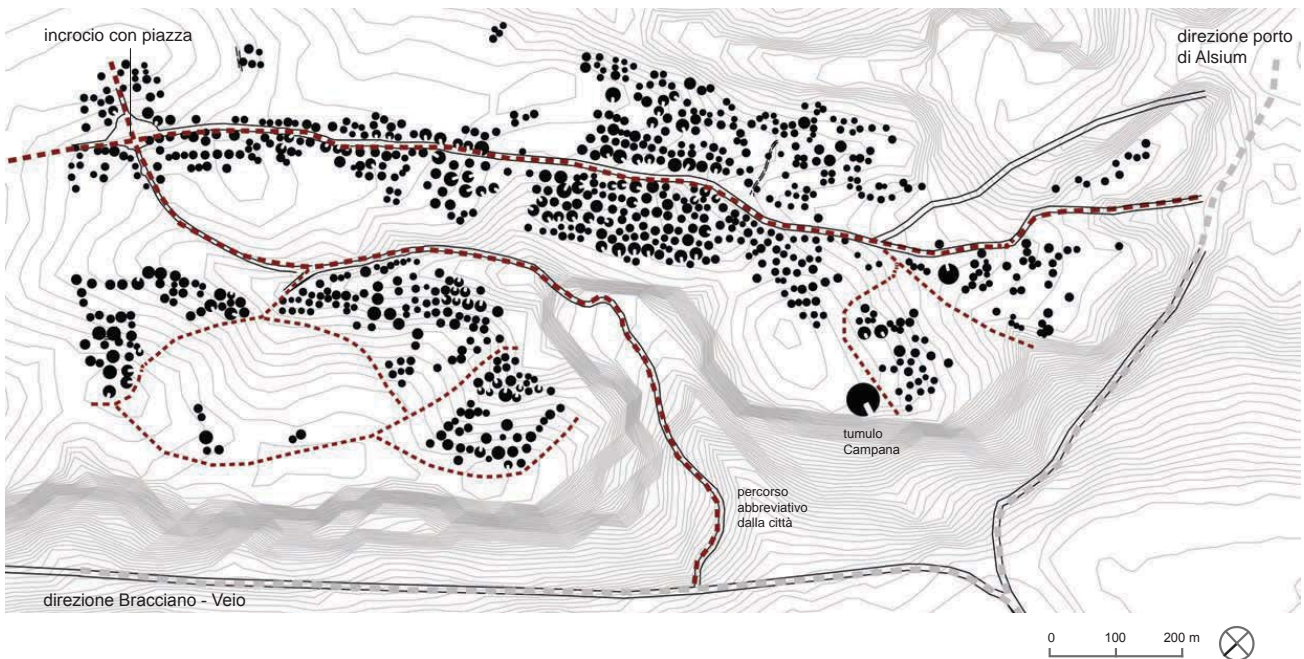 incrocio con piazza
direzione porto
di Alsium
tumulo
Campana
percorso
abbreviativo
dalla città
direzione Bracciano - Veio
0 100 200 m